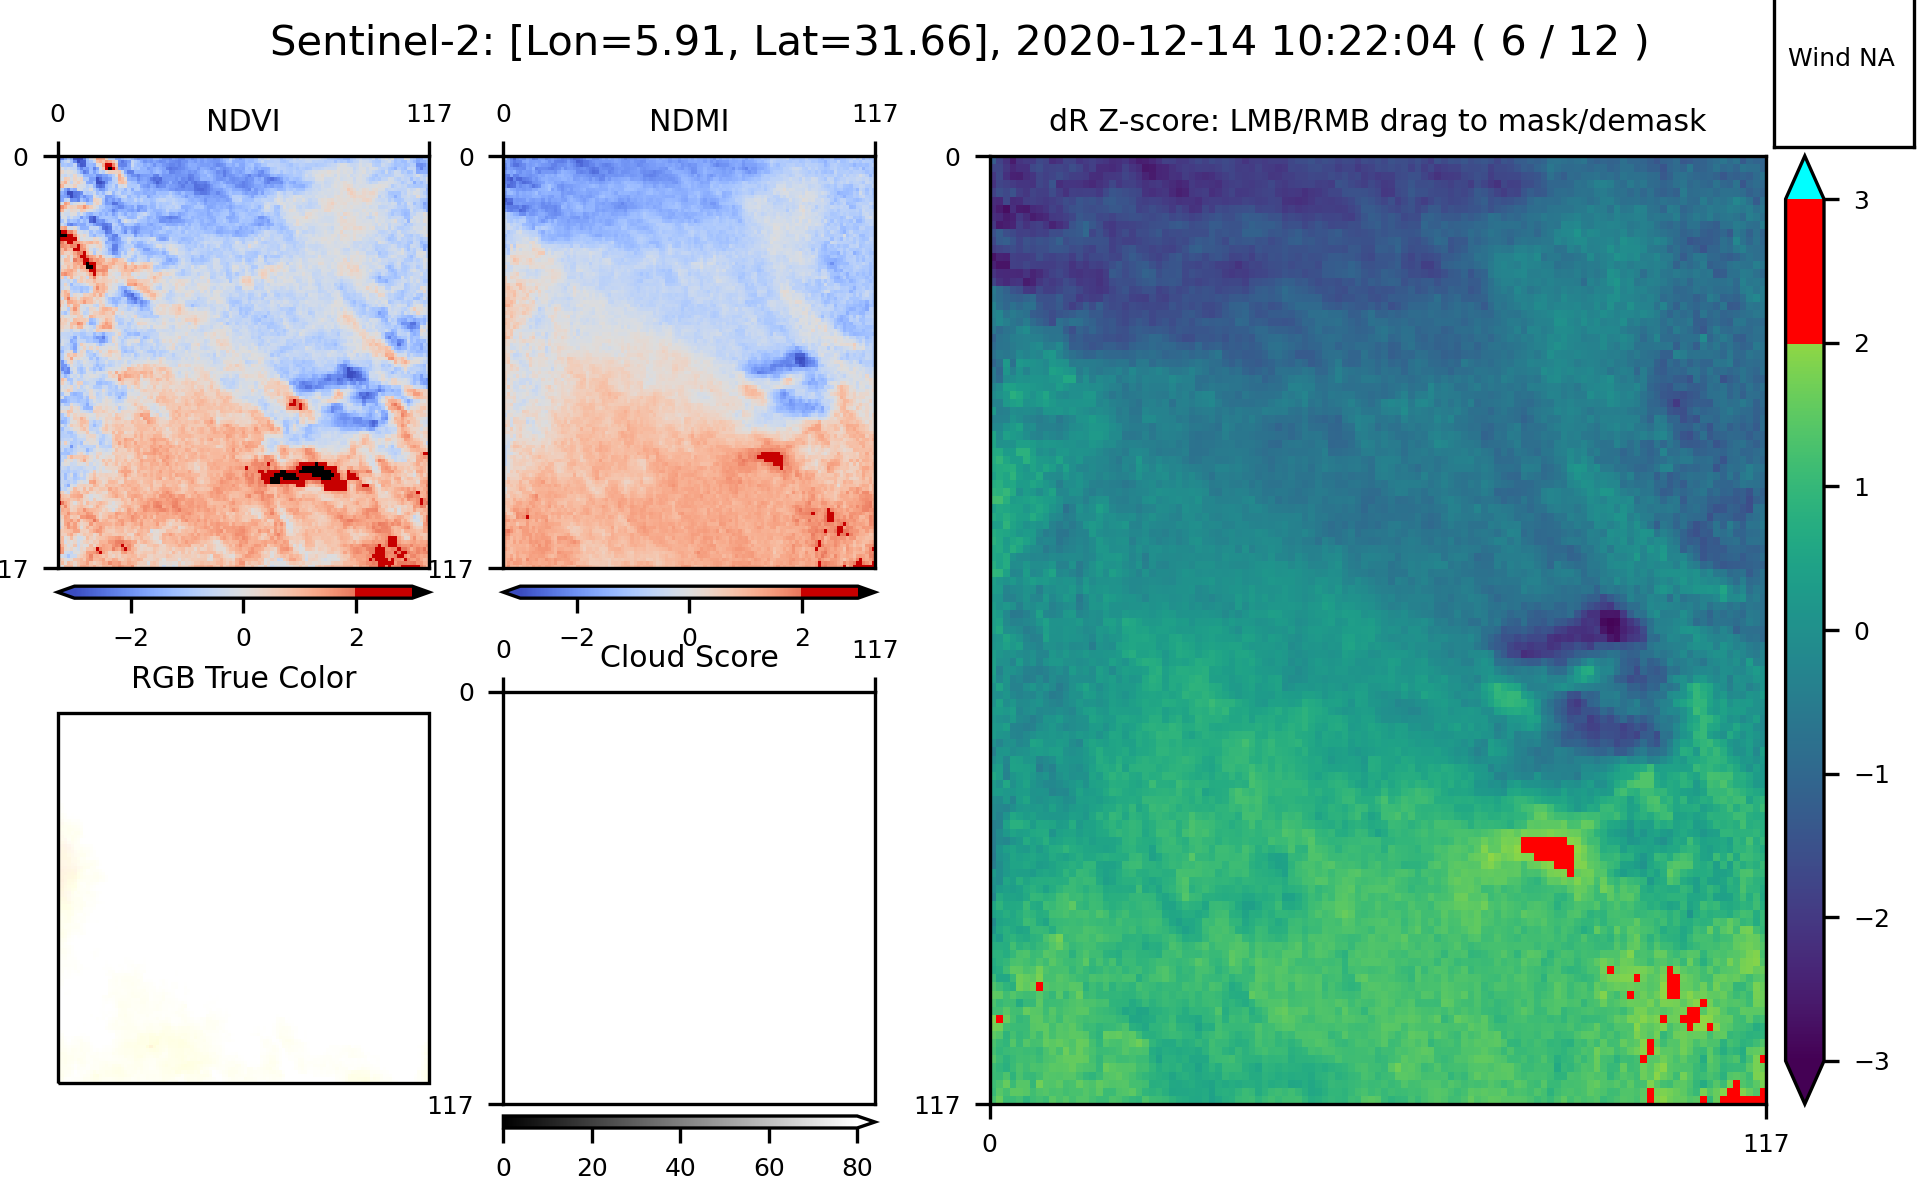 Sentinel-2: [Lon=5.91, Lat=31.66], 2020-12-14 10:22:04 ( 6 / 12 )
Wind NA
0 117
NDVI
0
17
−2 0 2
0 117
NDMI
0
117
−2 0 2
dR Z-score: LMB/RMB drag to mask/demask
0
117
0 117
3
2
1
0
−1
−2
−3
RGB True Color
0 117
Cloud Score
0
117
0 20 40 60 80